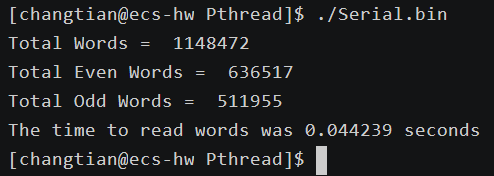 [changtian@ecs-hw Pthread]$ ./Serial.bin
Total Words =  1148472
Total Even Words =  636517
Total Odd Words =  511955
The time to read words was 0.044239 seconds
[changtian@ecs-hw Pthread]$